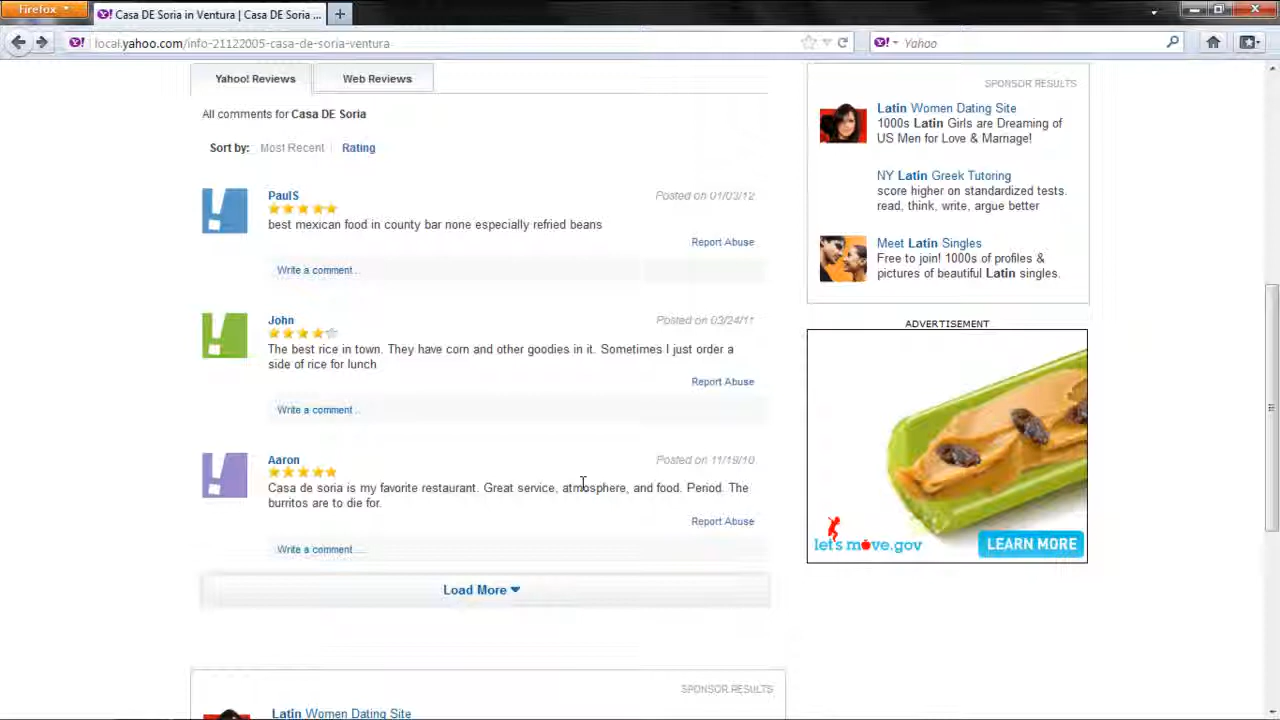 Firefox
Casa DE Soria in Ventura | Casa DE Soria ...
local.yahoo.com/info-21122005-casa-de-soria-ventura
Yahoo
Yahoo! Reviews
Web Reviews
All comments for Casa DE Soria
Sort by: Most Recent Rating
PaulS
Posted on 01/03/12
best mexican food in county bar none especially refried beans
Report Abuse
Write a comment...
John
Posted on 03/24/11
The best rice in town. They have corn and other goodies in it. Sometimes I just order a
side of rice for lunch
Report Abuse
Write a comment...
Aaron
Posted on 11/19/10
Casa de soria is my favorite restaurant. Great service, atmosphere, and food. Period. The
burritos are to die for.
Report Abuse
Write a comment ...
Load More
SPONSOR RESULTS
Latin Women Dating Site
SPONSOR RESULTS
Latin Women Dating Site
1000s Latin Girls are Dreaming of
US Men for Love & Marriage!
NY Latin Greek Tutoring
score higher on standardized tests.
read, think, write, argue better
Meet Latin Singles
Free to join! 1000s of profiles &
pictures of beautiful Latin singles.
ADVERTISEMENT
let's move.gov
LEARN MORE